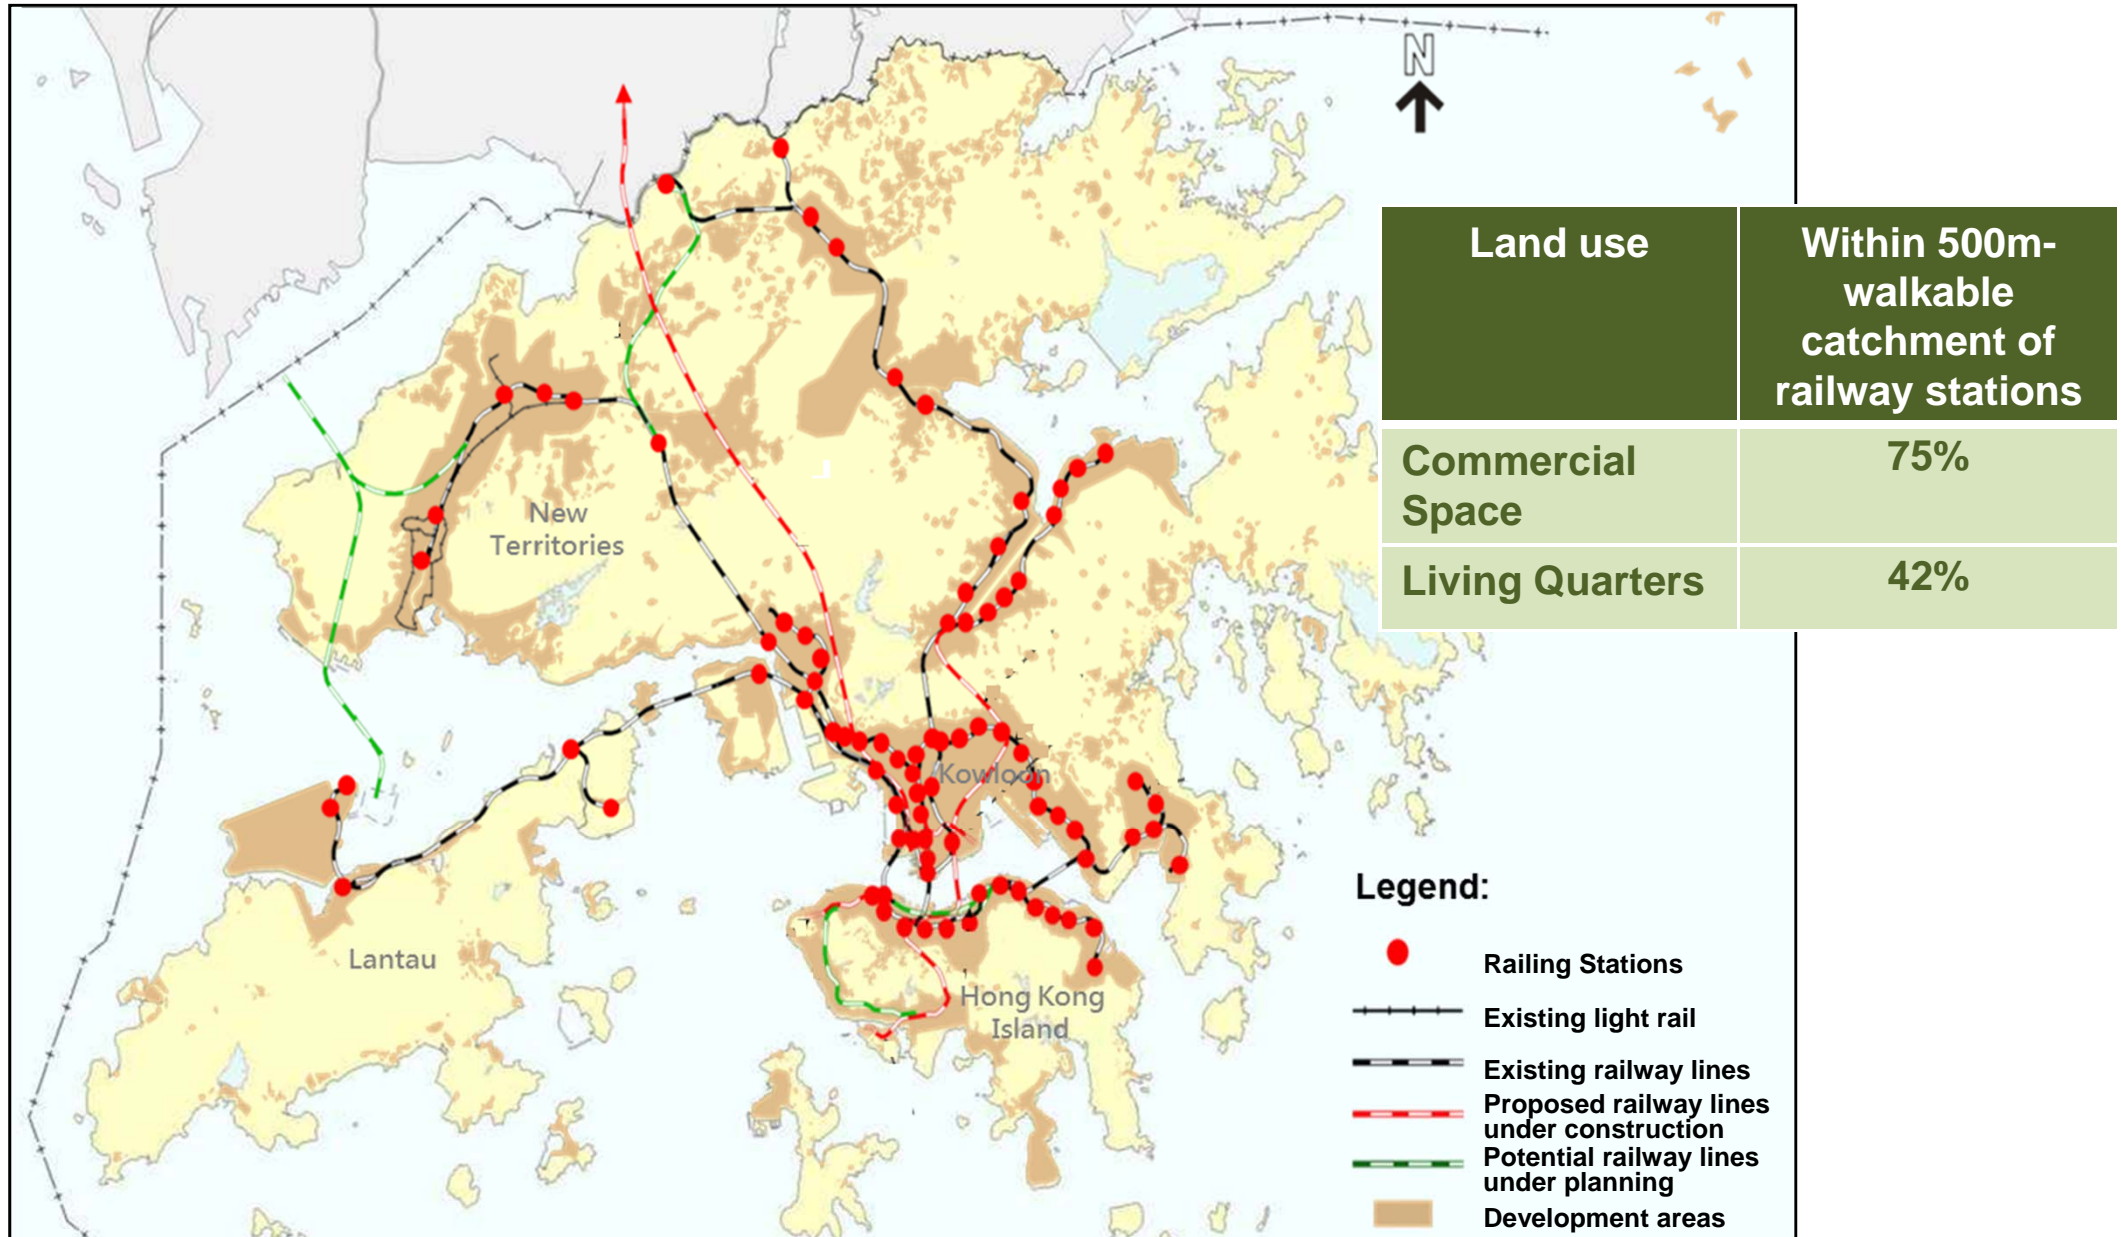 N
Land use
Within 500m-
walkable
catchment of
railway stations
Commercial
Space
75%
Living Quarters
42%
New
Territories
Kowloon
Lantau
Hong Kong
Island
Legend:
Railing Stations
Existing light rail
Existing railway lines
Proposed railway lines
under construction
Potential railway lines
under planning
Development areas